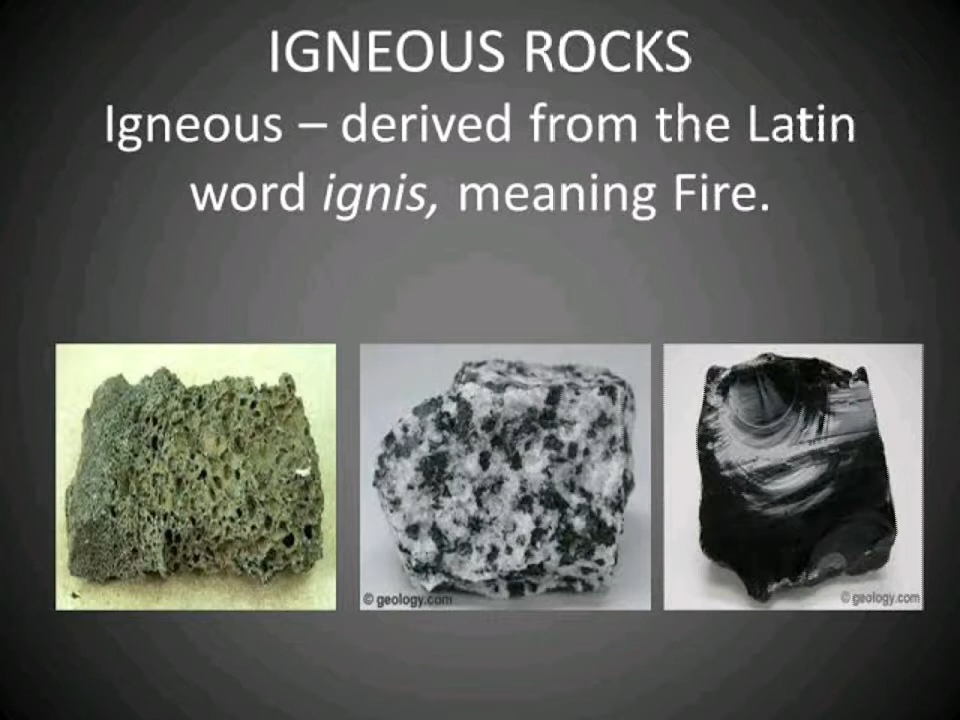 IGNEOUS ROCKS
Igneous – derived from the Latin
word ignis, meaning Fire.
© geology.com
© geology.com